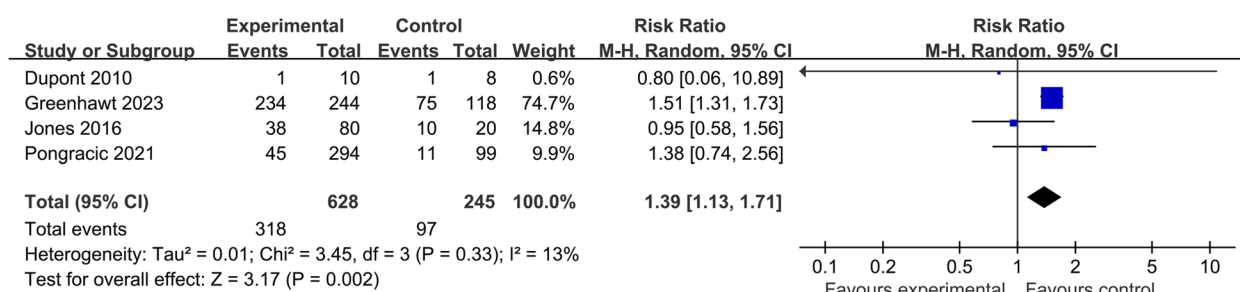 Experimental Control Risk Ratio Risk Ratio
Study or Subgroup Events Total Events Total Weight M-H, Random, 95% CI M-H, Random, 95% CI
Dupont 2010 1 10 1 8 0.6% 0.80 [0.06, 10.89]
Greenhawt 2023 234 244 75 118 74.7% 1.51 [1.31, 1.73]
Jones 2016 38 80 10 20 14.8% 0.95 [0.58, 1.56]
Pongracic 2021 45 294 11 99 9.9% 1.38 [0.74, 2.56]
Total (95% CI) 628 245 100.0% 1.39 [1.13, 1.71]
Total events 318 97
Heterogeneity: Tau² = 0.01; Chi² = 3.45, df = 3 (P = 0.33); I² = 13%
Test for overall effect: Z = 3.17 (P = 0.002)
0.1 0.2 0.5 1 2 5 10
Favours experimental Favours control